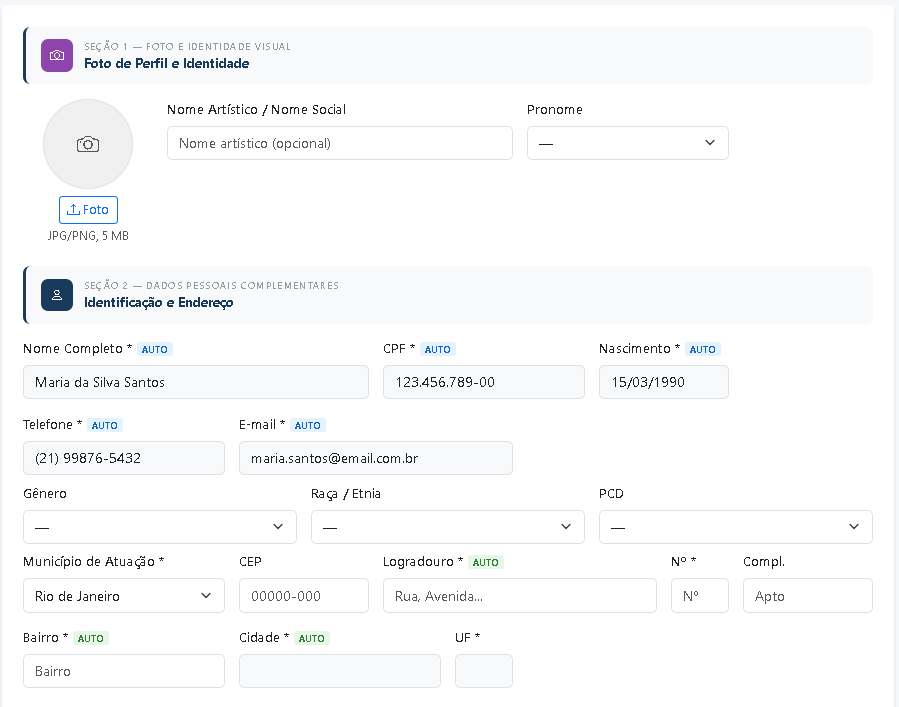 SEÇÃO 1 — FOTO E IDENTIDADE VISUAL
Foto de Perfil e Identidade
Nome Artístico / Nome Social
Pronome
Nome artístico (opcional)
—
Foto
JPG/PNG, 5 MB
SEÇÃO 2 — DADOS PESSOAIS COMPLEMENTARES
Identificação e Endereço
Nome Completo * AUTO
CPF * AUTO
Nascimento * AUTO
Maria da Silva Santos
123.456.789-00
15/03/1990
Telefone * AUTO
E-mail * AUTO
(21) 99876-5432
maria.santos@email.com.br
Gênero
Raça / Etnia
PCD
—
—
—
Município de Atuação *
CEP
Logradouro * AUTO
Nº *
Compl.
Rio de Janeiro
00000-000
Rua, Avenida...
Nº
Apto
Bairro * AUTO
Cidade * AUTO
UF *
Bairro